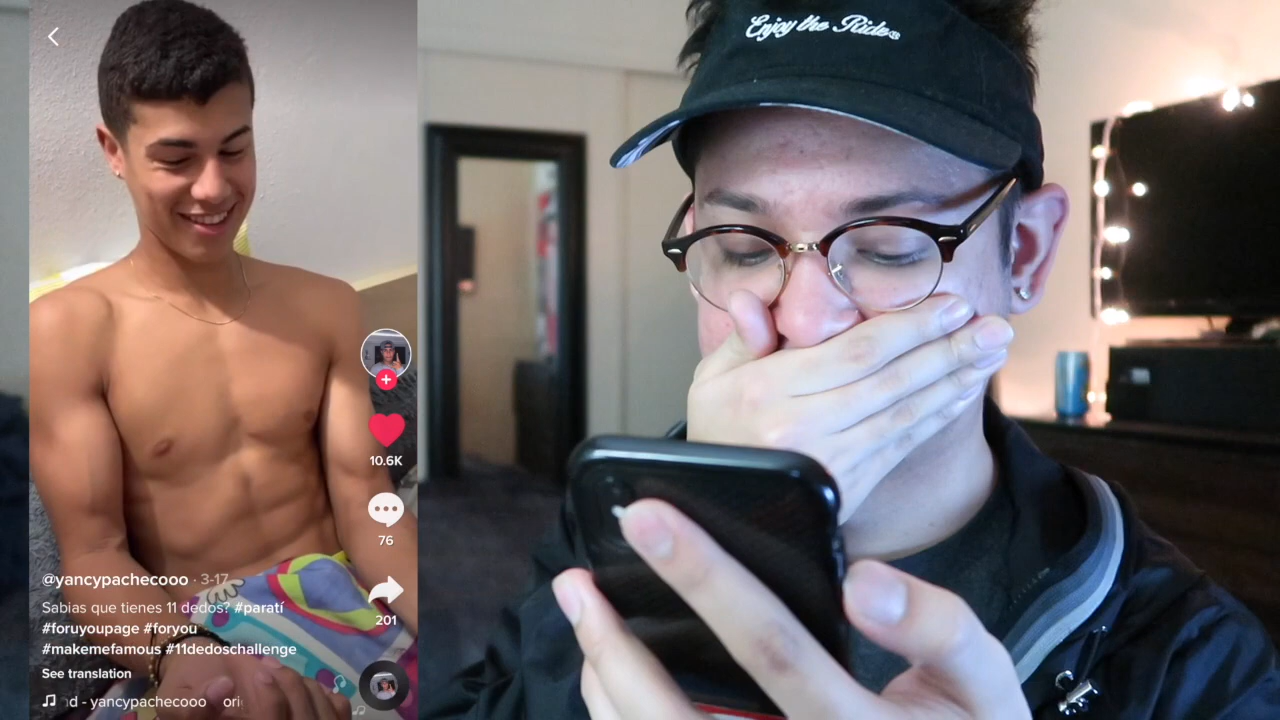 Enjoy the Ride®
10.6K
76
201
@yancypachecooo · 3-17
Sabias que tienes 11 dedos? #paratí
#foruyoupage #foryou
#makemefamous #11dedoschallenge
See translation
d - yancypachecooo ori